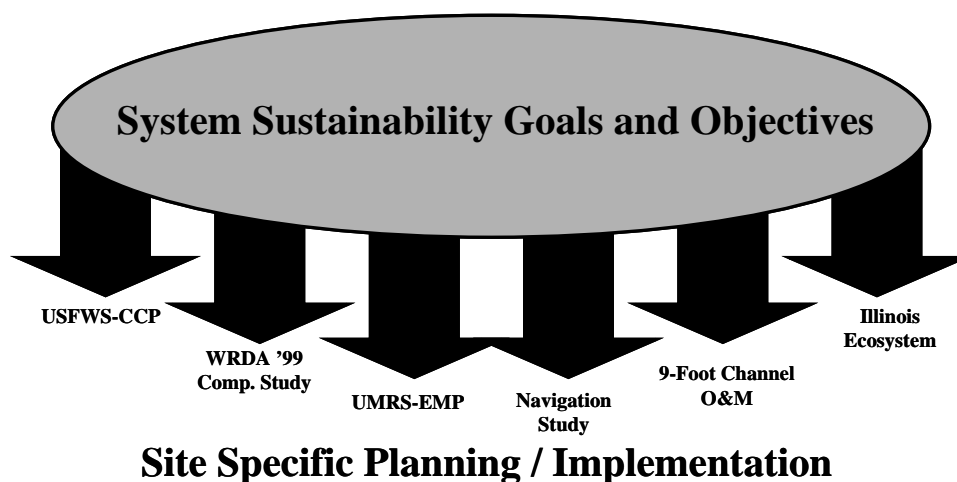 System Sustainability Goals and Objectives
USFWS-CCP
WRDA ’99
Comp. Study
UMRS-EMP
Navigation
Study
9-Foot Channel
O&M
Illinois
Ecosystem
Site Specific Planning / Implementation